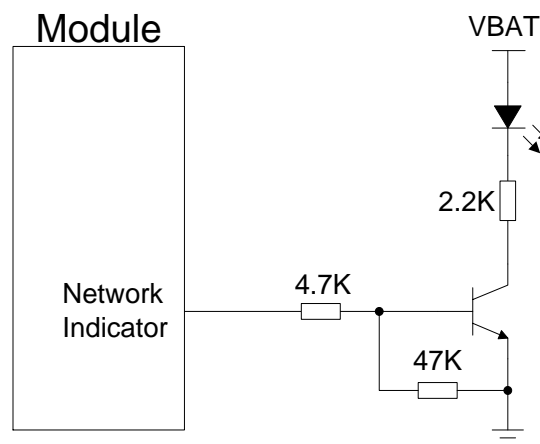 Module
VBAT
2.2K
4.7K
Network
Indicator
47K